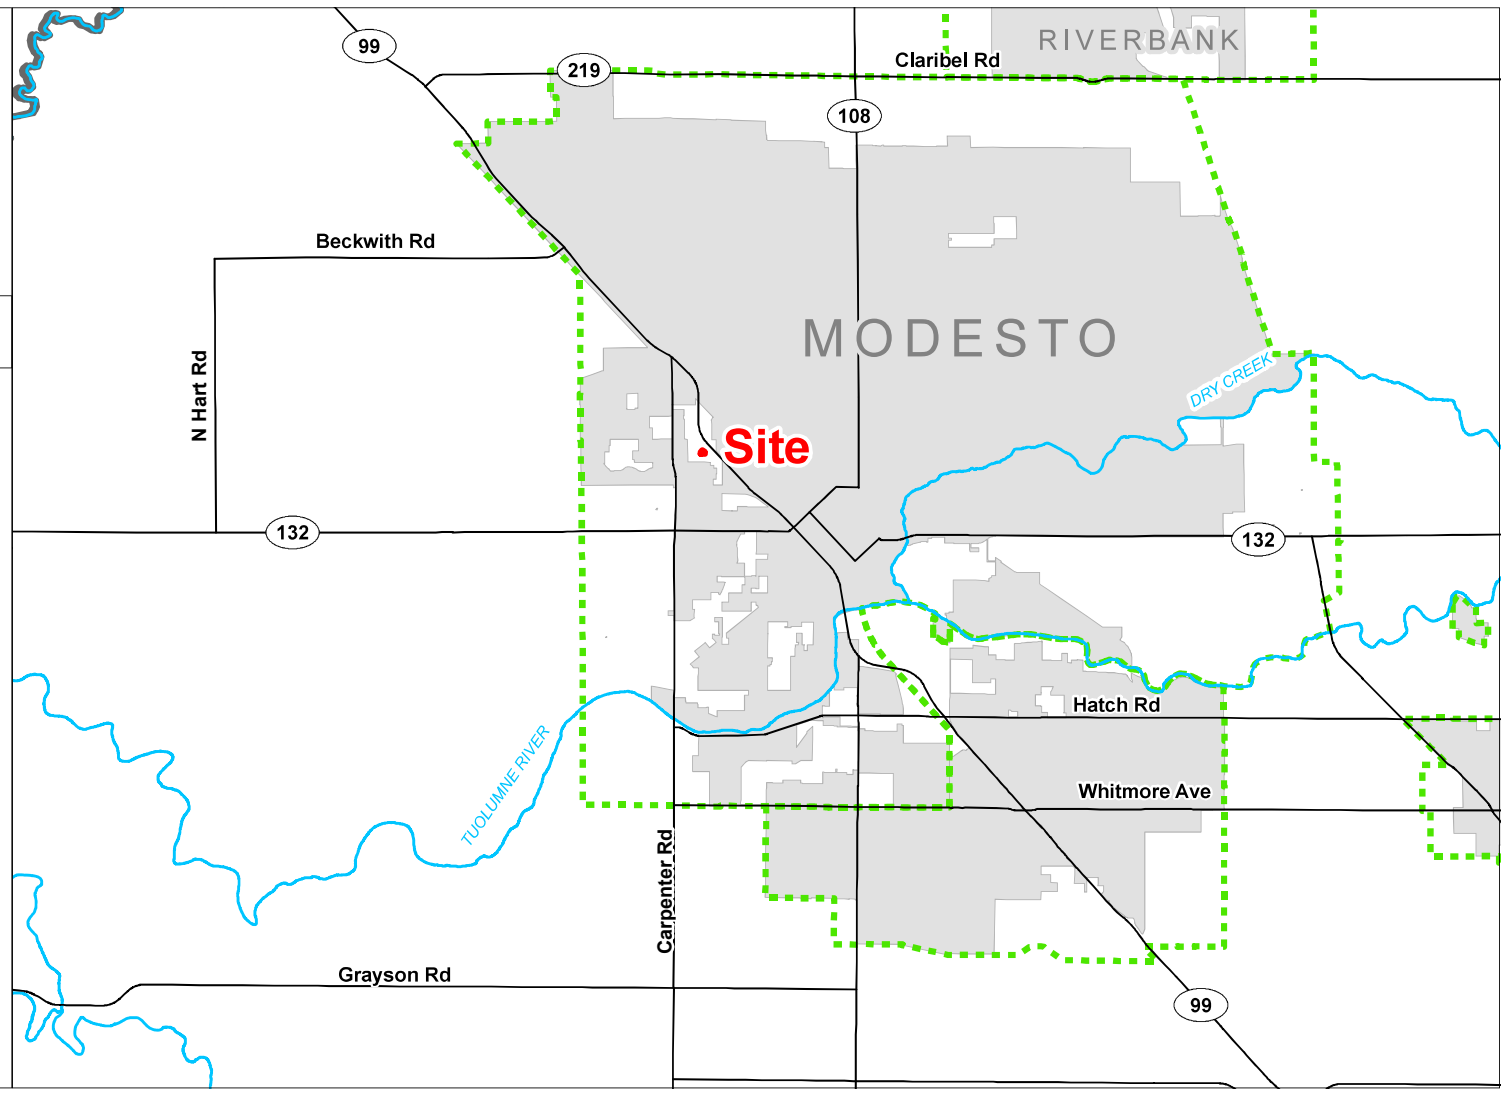 RIVERBANK
99
Claribel Rd
219
108
Beckwith Rd
MODESTO
N Hart Rd
DRY CREEK
Site
132
132
Hatch Rd
TUOLUMNE RIVER
Whitmore Ave
Carpenter Rd
Grayson Rd
99